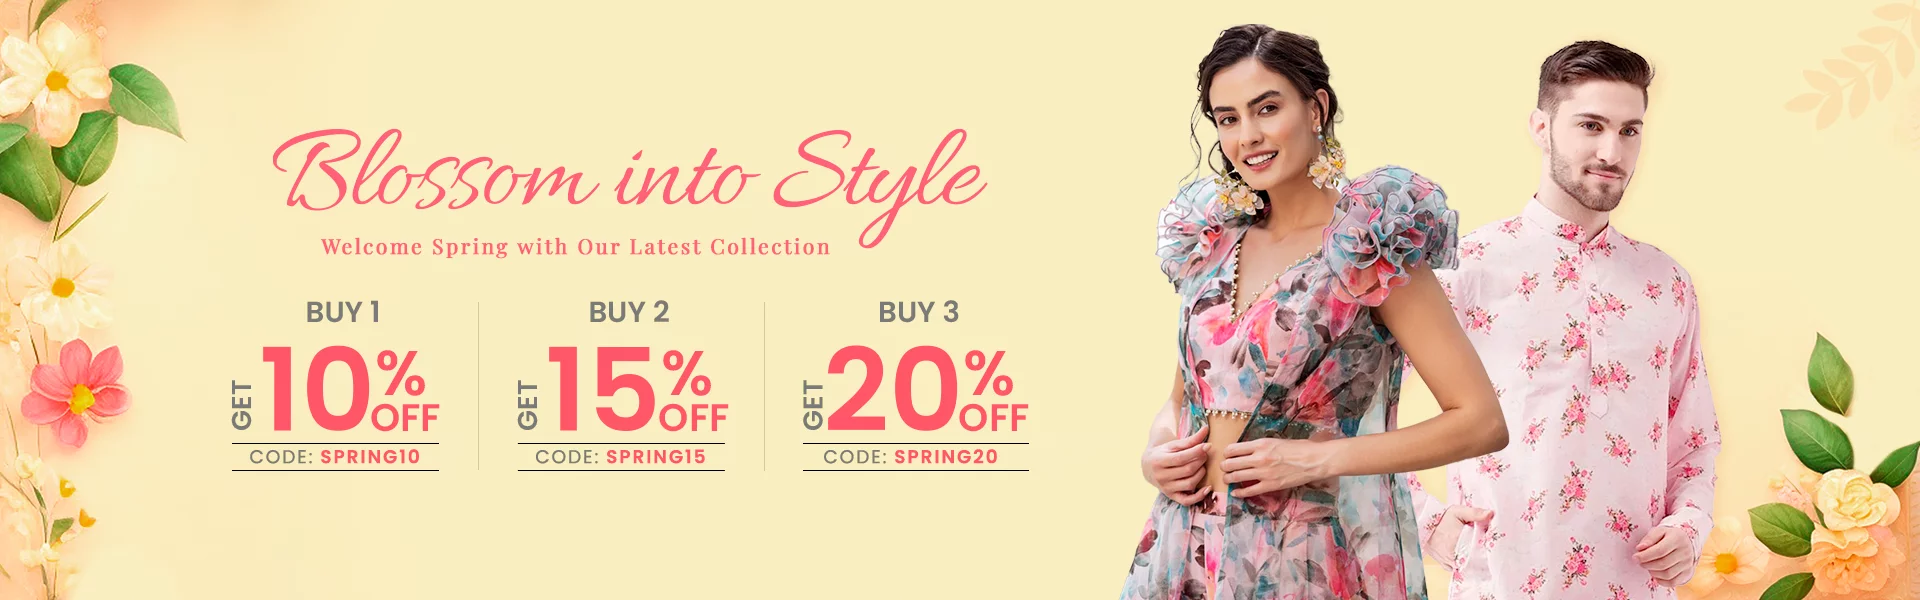 Blossom into Style
Welcome Spring with Our Latest Collection
BUY 1
GET 10% OFF
CODE: SPRING10
BUY 2
GET 15% OFF
CODE: SPRING15
BUY 3
GET 20% OFF
CODE: SPRING20